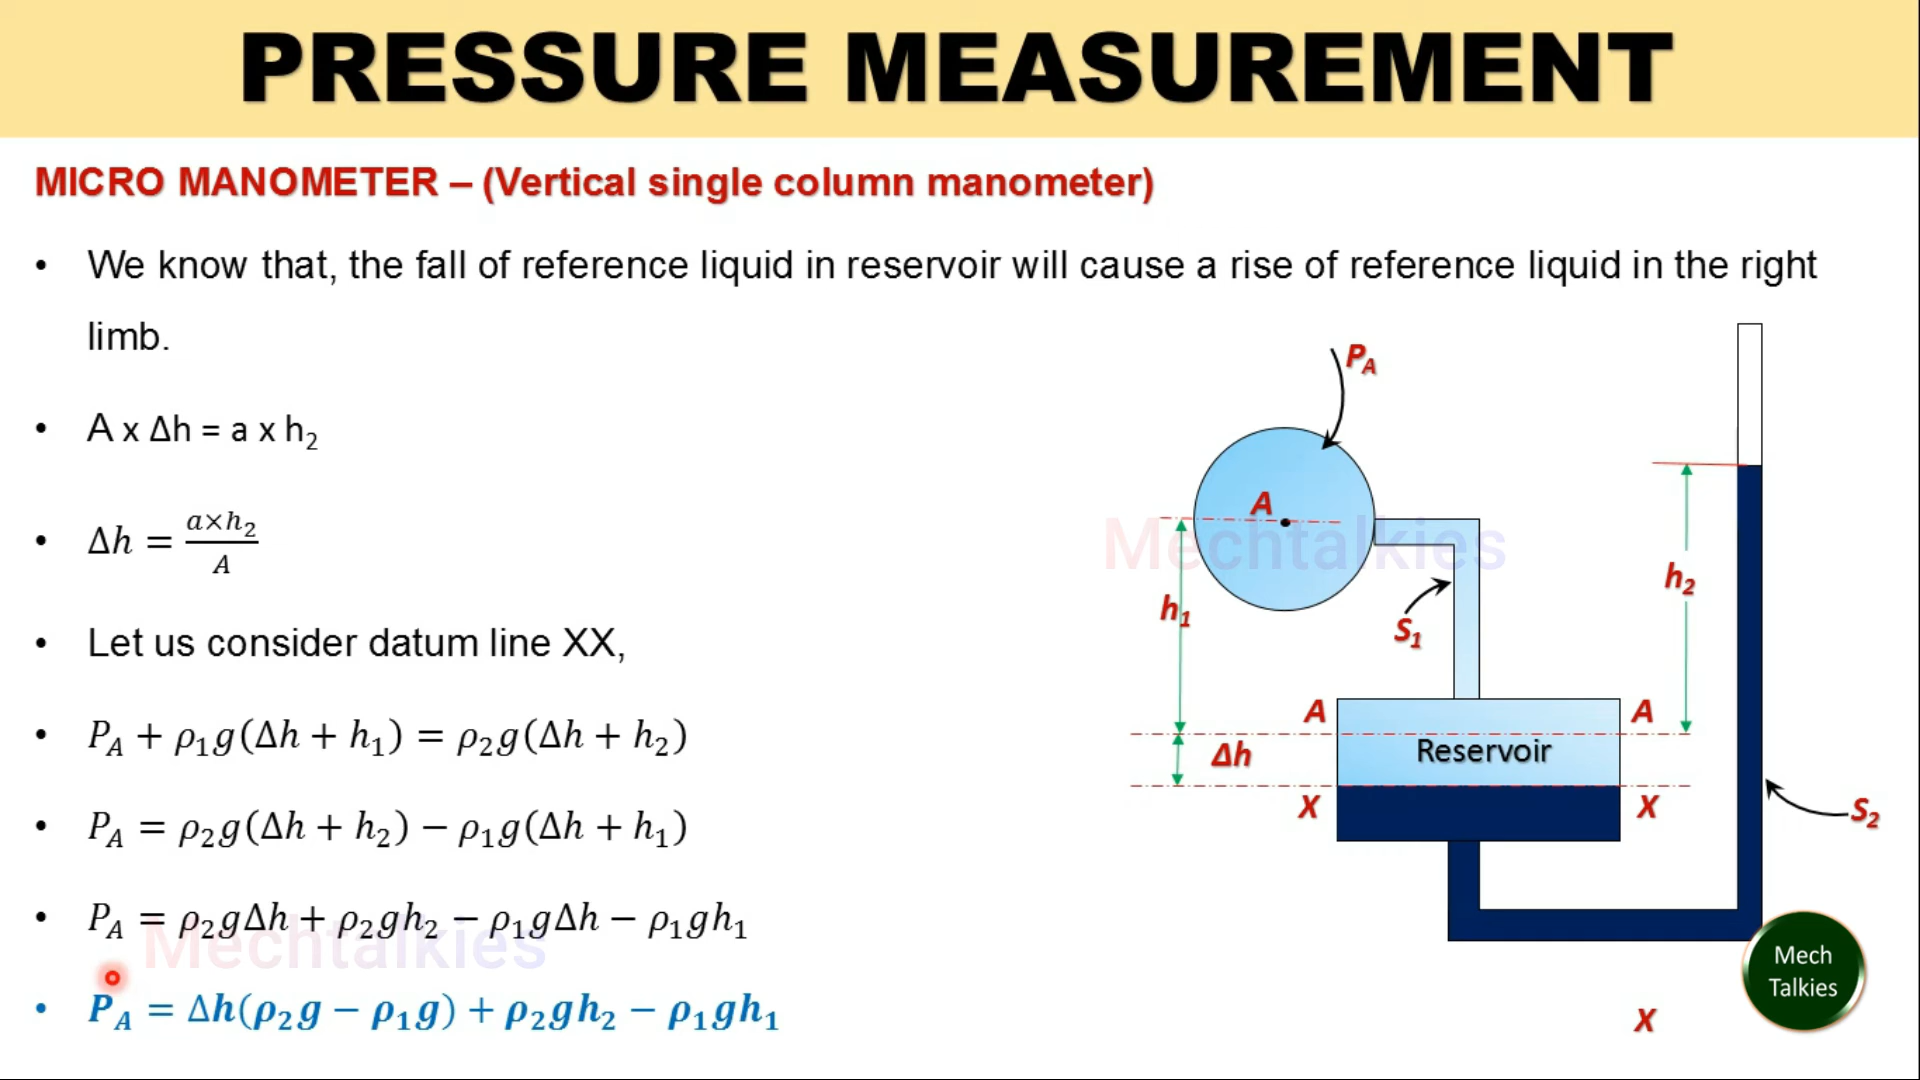 PRESSURE MEASUREMENT
MICRO MANOMETER – (Vertical single column manometer)
• We know that, the fall of reference liquid in reservoir will cause a rise of reference liquid in the right
limb.
• A x Δh = a x h₂
• Δh = a×h₂/A
• Let us consider datum line XX,
• P_A + ρ₁g(Δh + h₁) = ρ₂g(Δh + h₂)
• P_A = ρ₂g(Δh + h₂) − ρ₁g(Δh + h₁)
• P_A = ρ₂gΔh + ρ₂gh₂ − ρ₁gΔh − ρ₁gh₁
Mechtalkies
• P_A = Δh(ρ₂g − ρ₁g) + ρ₂gh₂ − ρ₁gh₁
P_A
A
Mechtalkies
h₁
S₁
h₂
A
A
Reservoir
Δh
X
X
S₂
Mech
Talkies
X